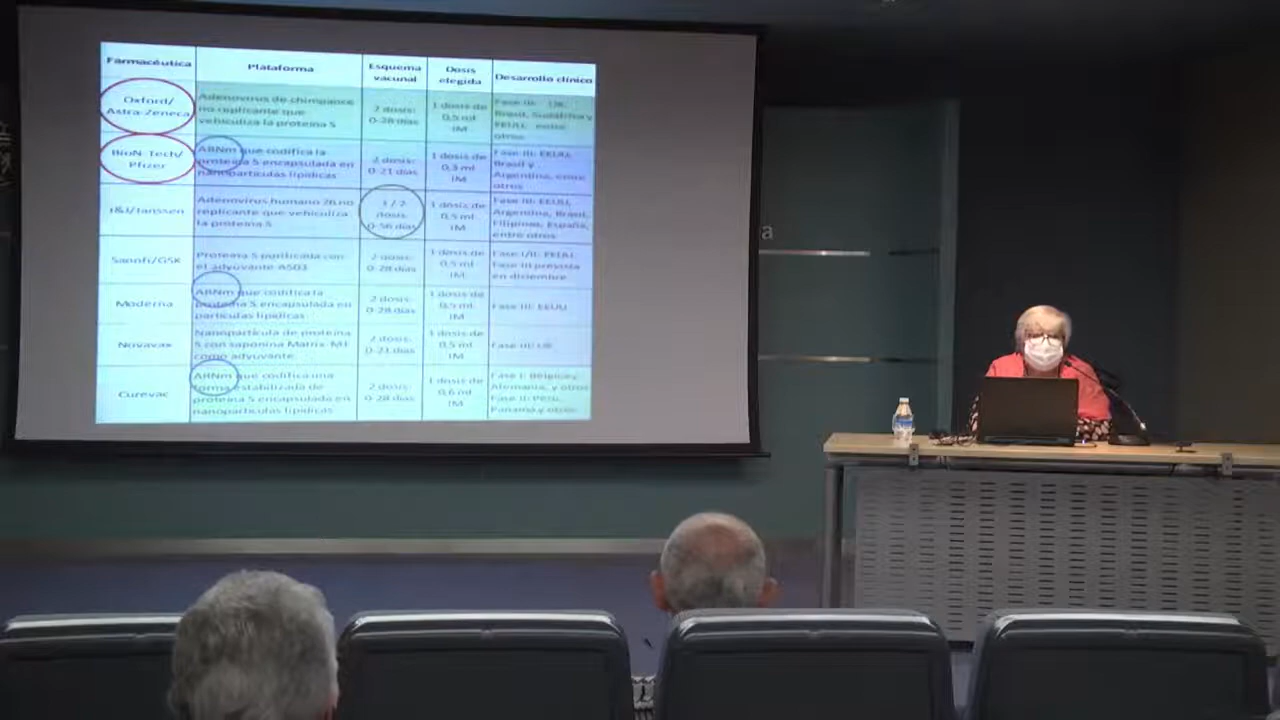 Farmacéutica Plataforma Esquema vacunal Dosis elegida Desarrollo clínico
Oxford/
Astra-Zeneca
Adenovirus de chimpancé
no replicante que
vehiculiza la proteína S
2 dosis:
0-28 días
1 dosis de
0,5 ml
IM
Fase III: UK,
Brasil, Sudáfrica y
EEUU, entre
otros
BioN-Tech/
Pfizer
ARNm que codifica la
proteína S encapsulada en
nanopartículas lipídicas
2 dosis:
0-21 días
1 dosis de
0,3 ml
IM
Fase III: EEUU,
Brasil y
Argentina, entre
otros
J&J/Janssen
Adenovirus humano 26 no
replicante que vehiculiza
la proteína S
1 / 2
dosis:
0-56 días
1 dosis de
0,5 ml
IM
Fase III: EEUU,
Argentina, Brasil,
Filipinas, España,
entre otros
Sanofi/GSK
Proteína S purificada con
el adyuvante AS03
2 dosis:
0-28 días
1 dosis de
0,5 ml
IM
Fase I/II: EEUU
Fase III prevista
en diciembre
Moderna
ARNm que codifica la
proteína S encapsulada en
partículas lipídicas
2 dosis:
0-28 días
1 dosis de
0,5 ml
IM
Fase III: EEUU
Novavax
Nanopartícula de proteína
S con saponina Matrix-M1
como adyuvante
2 dosis:
0-21 días
1 dosis de
0,5 ml
IM
Fase III: UK
Curevac
ARNm que codifica una
forma estabilizada de
proteína S encapsulada en
nanopartículas lipídicas
2 dosis:
0-28 días
1 dosis de
0,6 ml
IM
Fase I: Bélgica,
Alemania, y otros
Fase II: Perú,
Panamá y otros
a